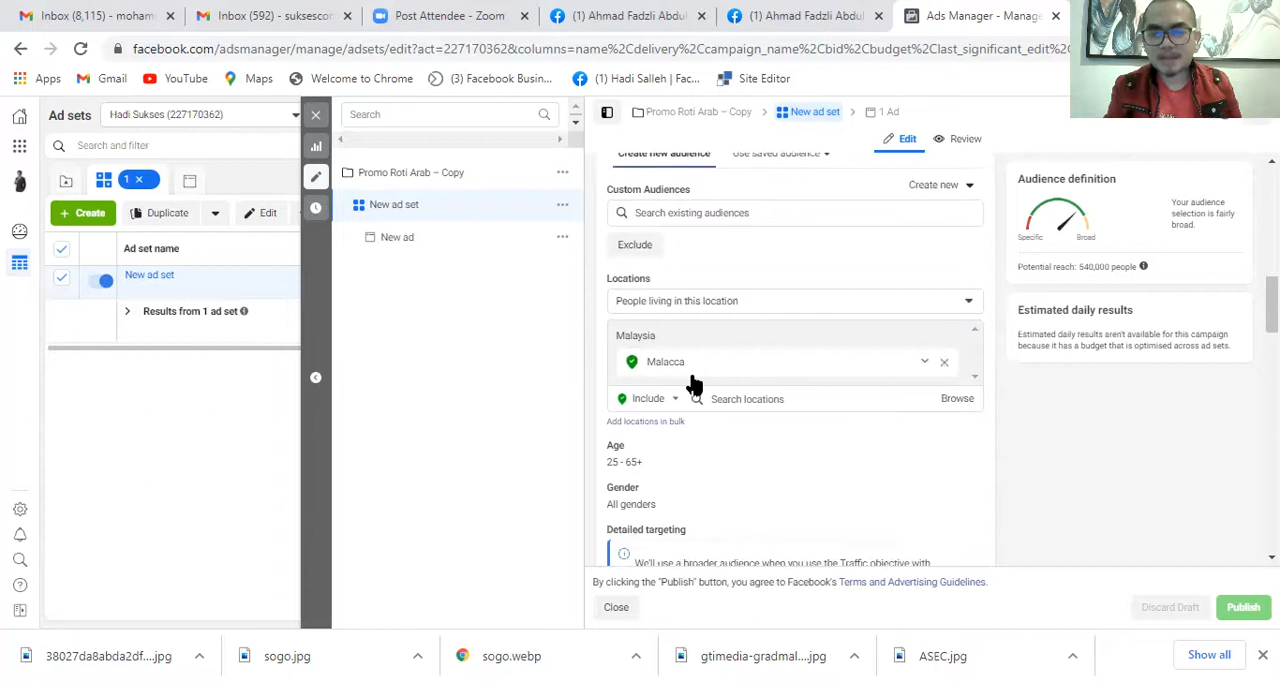 Inbox (8,115) - moham
Inbox (592) - suksescor
Post Attendee - Zoom
(1) Ahmad Fadzli Abdul
(1) Ahmad Fadzli Abdul
Ads Manager - Manage
facebook.com/adsmanager/manage/adsets/edit?act=227170362&columns=name%2Cdelivery%2Ccampaign_name%2Cbid%2Cbudget%2Clast_significant_edit%2C
Apps
Gmail
YouTube
Maps
Welcome to Chrome
(3) Facebook Busin...
(1) Hadi Salleh | Fac...
Site Editor
Ad sets
Hadi Sukses (227170362)
Search and filter
1
Create
Duplicate
Edit
Ad set name
New ad set
Results from 1 ad set
Search
Promo Roti Arab – Copy
New ad set
New ad
Promo Roti Arab – Copy
New ad set
1 Ad
Edit
Review
Create new audience
Use saved audience
Custom Audiences
Create new
Search existing audiences
Exclude
Locations
People living in this location
Malaysia
Malacca
Include
Search locations
Browse
Add locations in bulk
Age
25 - 65+
Gender
All genders
Detailed targeting
We'll use a broader audience when you use the Traffic objective with
Audience definition
Specific
Broad
Your audience
selection is fairly
broad.
Potential reach: 540,000 people
Estimated daily results
Estimated daily results aren't available for this campaign
because it has a budget that is optimised across ad sets.
By clicking the "Publish" button, you agree to Facebook's Terms and Advertising Guidelines.
Close
Discard Draft
Publish
38027da8abda2df....jpg
sogo.jpg
sogo.webp
gtimedia-gradmal....jpg
ASEC.jpg
Show all